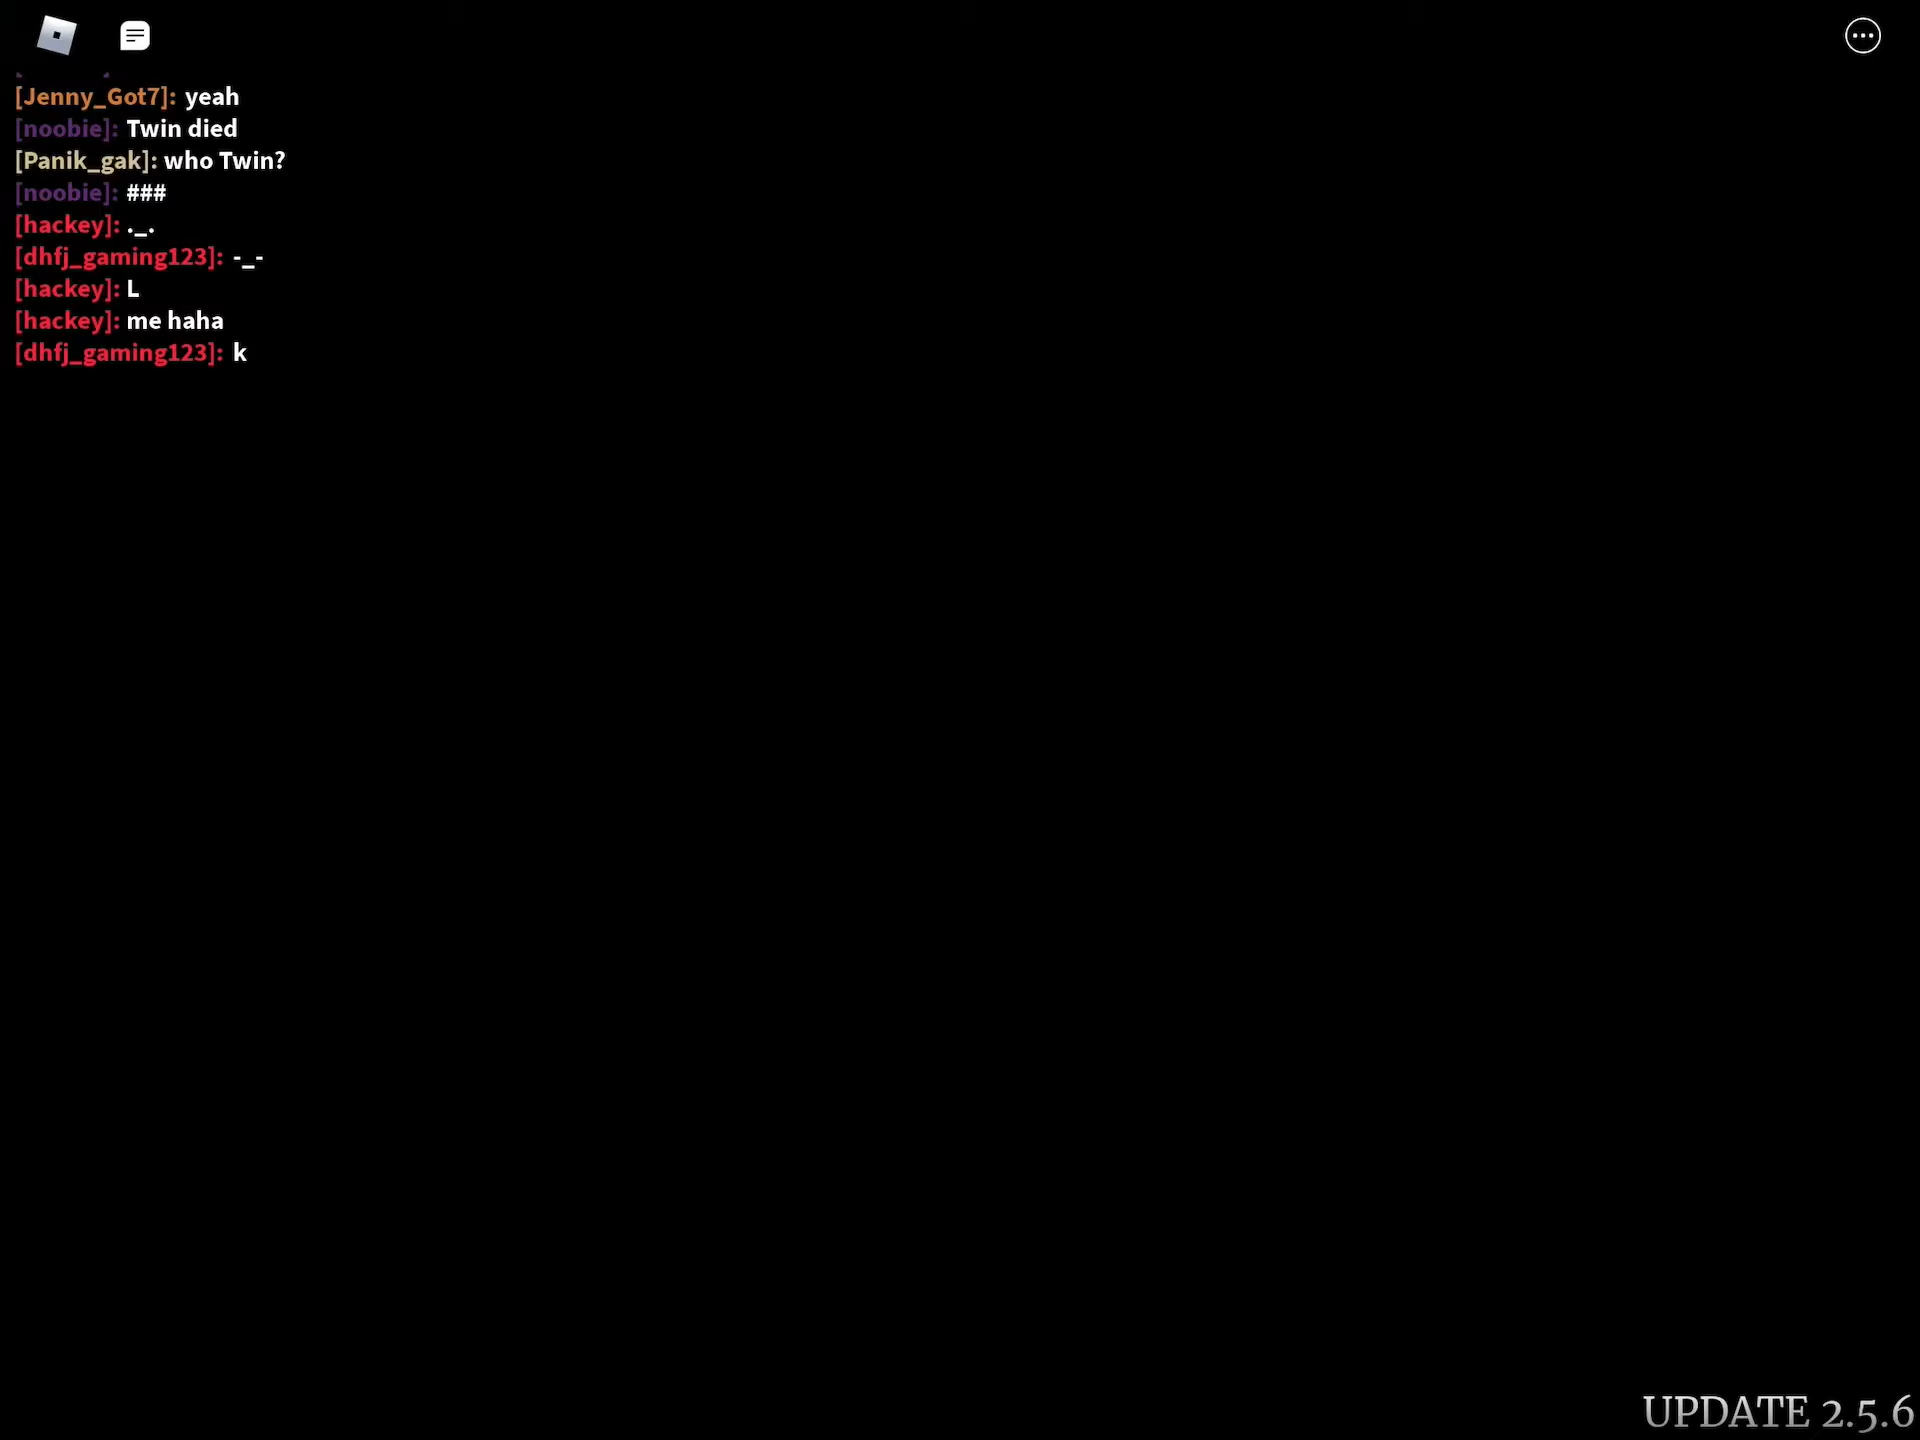 [Jenny_Got7]: yeah
[noobie]: Twin died
[Panik_gak]: who Twin?
[noobie]: ###
[hackey]: ._.
[dhfj_gaming123]: -_-
[hackey]: L
[hackey]: me haha
[dhfj_gaming123]: k
UPDATE 2.5.6